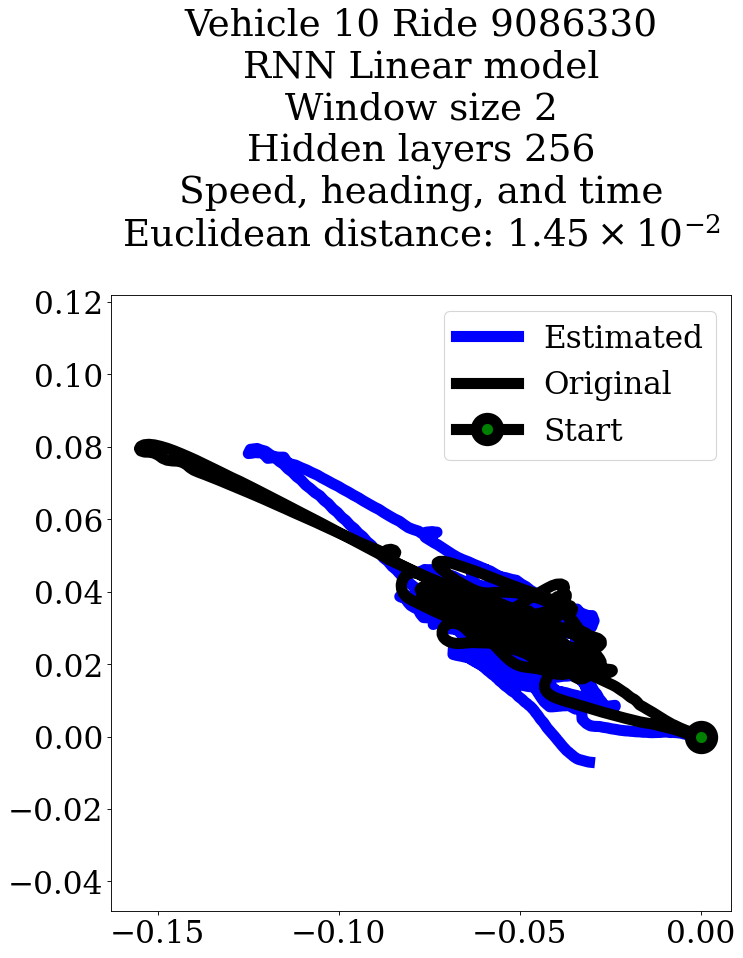 Vehicle 10 Ride 9086330
RNN Linear model
Window size 2
Hidden layers 256
Speed, heading, and time
Euclidean distance: 1.45 × 10⁻²
0.12
0.10
0.08
0.06
0.04
0.02
0.00
−0.02
−0.04
Estimated
Original
Start
−0.15 −0.10 −0.05 0.00